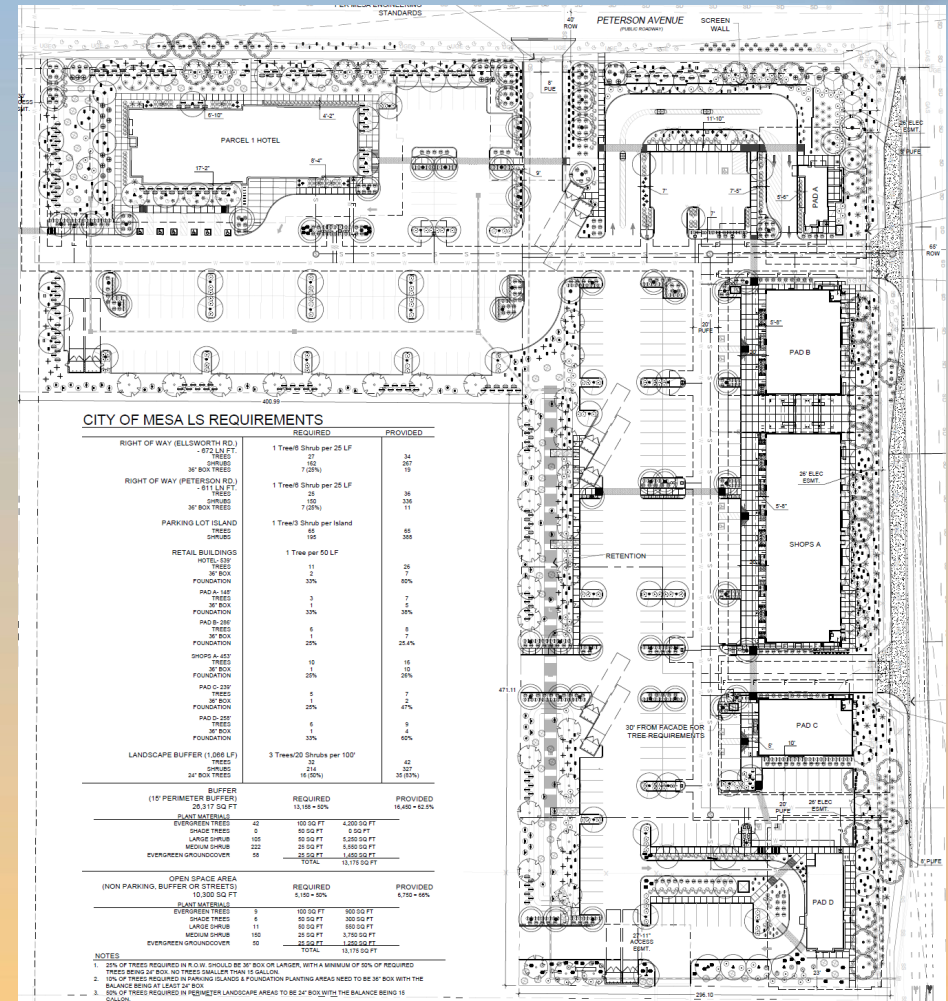 PER MESA ENGINEERING
STANDARDS
40'
ROW
PETERSON AVENUE
(PUBLIC ROADWAY)
SCREEN
WALL
8'
PUE
26' ELEC
ESMT.
PUFE
6'-10"
4'-2"
11'-10"
PARCEL 1 HOTEL
8'-4"
17'-2"
9'
7'
7'-5"
5'-6"
PAD A
7'
65'
ROW
20'
PUFE
5'-8"
PAD B
400.99
26' ELEC
ESMT.
5'-6"
SHOPS A
RETENTION
471.11
30' FROM FACADE FOR
TREE REQUIREMENTS
PAD C
8'
10'
20'
PUFE
26' ELEC
ESMT.
8' PUFE
PAD D
27'-11"
ACCESS
ESMT.
23'
296.10
CITY OF MESA LS REQUIREMENTS
REQUIRED PROVIDED
RIGHT OF WAY (ELLSWORTH RD.) 1 Tree/6 Shrub per 25 LF
- 672 LN FT.
TREES 27 34
SHRUBS 162 267
36" BOX TREES 7 (25%) 19
RIGHT OF WAY (PETERSON RD.) 1 Tree/6 Shrub per 25 LF
- 611 LN FT.
TREES 25 36
SHRUBS 150 336
36" BOX TREES 7 (25%) 11
PARKING LOT ISLAND 1 Tree/3 Shrub per Island
TREES 65 65
SHRUBS 195 388
RETAIL BUILDINGS 1 Tree per 50 LF
HOTEL- 539'
TREES 11 26
36" BOX 2 7
FOUNDATION 33% 60%
PAD A- 148'
TREES 3 7
36" BOX 1 5
FOUNDATION 33% 38%
PAD B- 286'
TREES 6 8
36" BOX 1 7
FOUNDATION 25% 25.4%
SHOPS A- 453'
TREES 10 16
36" BOX 1 10
FOUNDATION 25% 26%
PAD C- 239'
TREES 5 7
36" BOX 1 2
FOUNDATION 25% 47%
PAD D- 258'
TREES 6 9
36" BOX 1 4
FOUNDATION 33% 60%
LANDSCAPE BUFFER (1,066 LF) 3 Trees/20 Shrubs per 100'
TREES 32 42
SHRUBS 214 327
24" BOX TREES 16 (50%) 35 (83%)
BUFFER
(15' PERIMETER BUFFER) REQUIRED PROVIDED
26,317 SQ FT 13,158 = 50% 16,450 = 62.5%
PLANT MATERIALS
EVERGREEN TREES 42 100 SQ FT 4,200 SQ FT
SHADE TREES 0 50 SQ FT 0 SQ FT
LARGE SHRUB 105 50 SQ FT 5,250 SQ FT
MEDIUM SHRUB 222 25 SQ FT 5,550 SQ FT
EVERGREEN GROUNDCOVER 58 25 SQ FT 1,450 SQ FT
TOTAL 13,175 SQ FT
OPEN SPACE AREA
(NON PARKING, BUFFER OR STREETS) REQUIRED PROVIDED
10,300 SQ FT 5,150 = 50% 6,750 = 66%
PLANT MATERIALS
EVERGREEN TREES 9 100 SQ FT 900 SQ FT
SHADE TREES 6 50 SQ FT 300 SQ FT
LARGE SHRUB 11 50 SQ FT 550 SQ FT
MEDIUM SHRUB 150 25 SQ FT 3,750 SQ FT
EVERGREEN GROUNDCOVER 50 25 SQ FT 1,250 SQ FT
TOTAL 13,175 SQ FT
NOTES
1. 25% OF TREES REQUIRED IN R.O.W. SHOULD BE 36" BOX OR LARGER, WITH A MINIMUM OF 50% OF REQUIRED
TREES BEING 24" BOX. NO TREES SMALLER THAN 15 GALLON.
2. 10% OF TREES REQUIRED IN PARKING ISLANDS & FOUNDATION PLANTING AREAS NEED TO BE 36" BOX WITH THE
BALANCE BEING AT LEAST 24" BOX
3. 50% OF TREES REQUIRED IN PERIMETER LANDSCAPE AREAS TO BE 24" BOX WITH THE BALANCE BEING 15
GALLON.